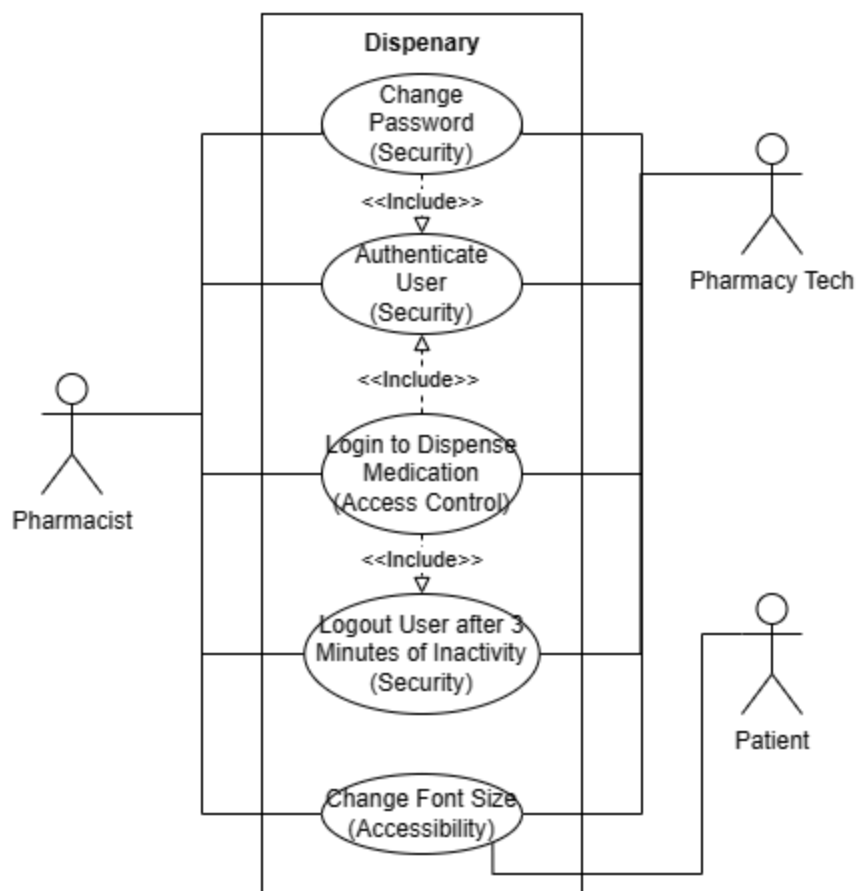 Dispenary
Change
Password
(Security)
<<Include>>
Authenticate
User
(Security)
Pharmacy Tech
<<Include>>
Login to Dispense
Medication
(Access Control)
Pharmacist
<<Include>>
Logout User after 3
Minutes of Inactivity
(Security)
Patient
Change Font Size
(Accessibility)